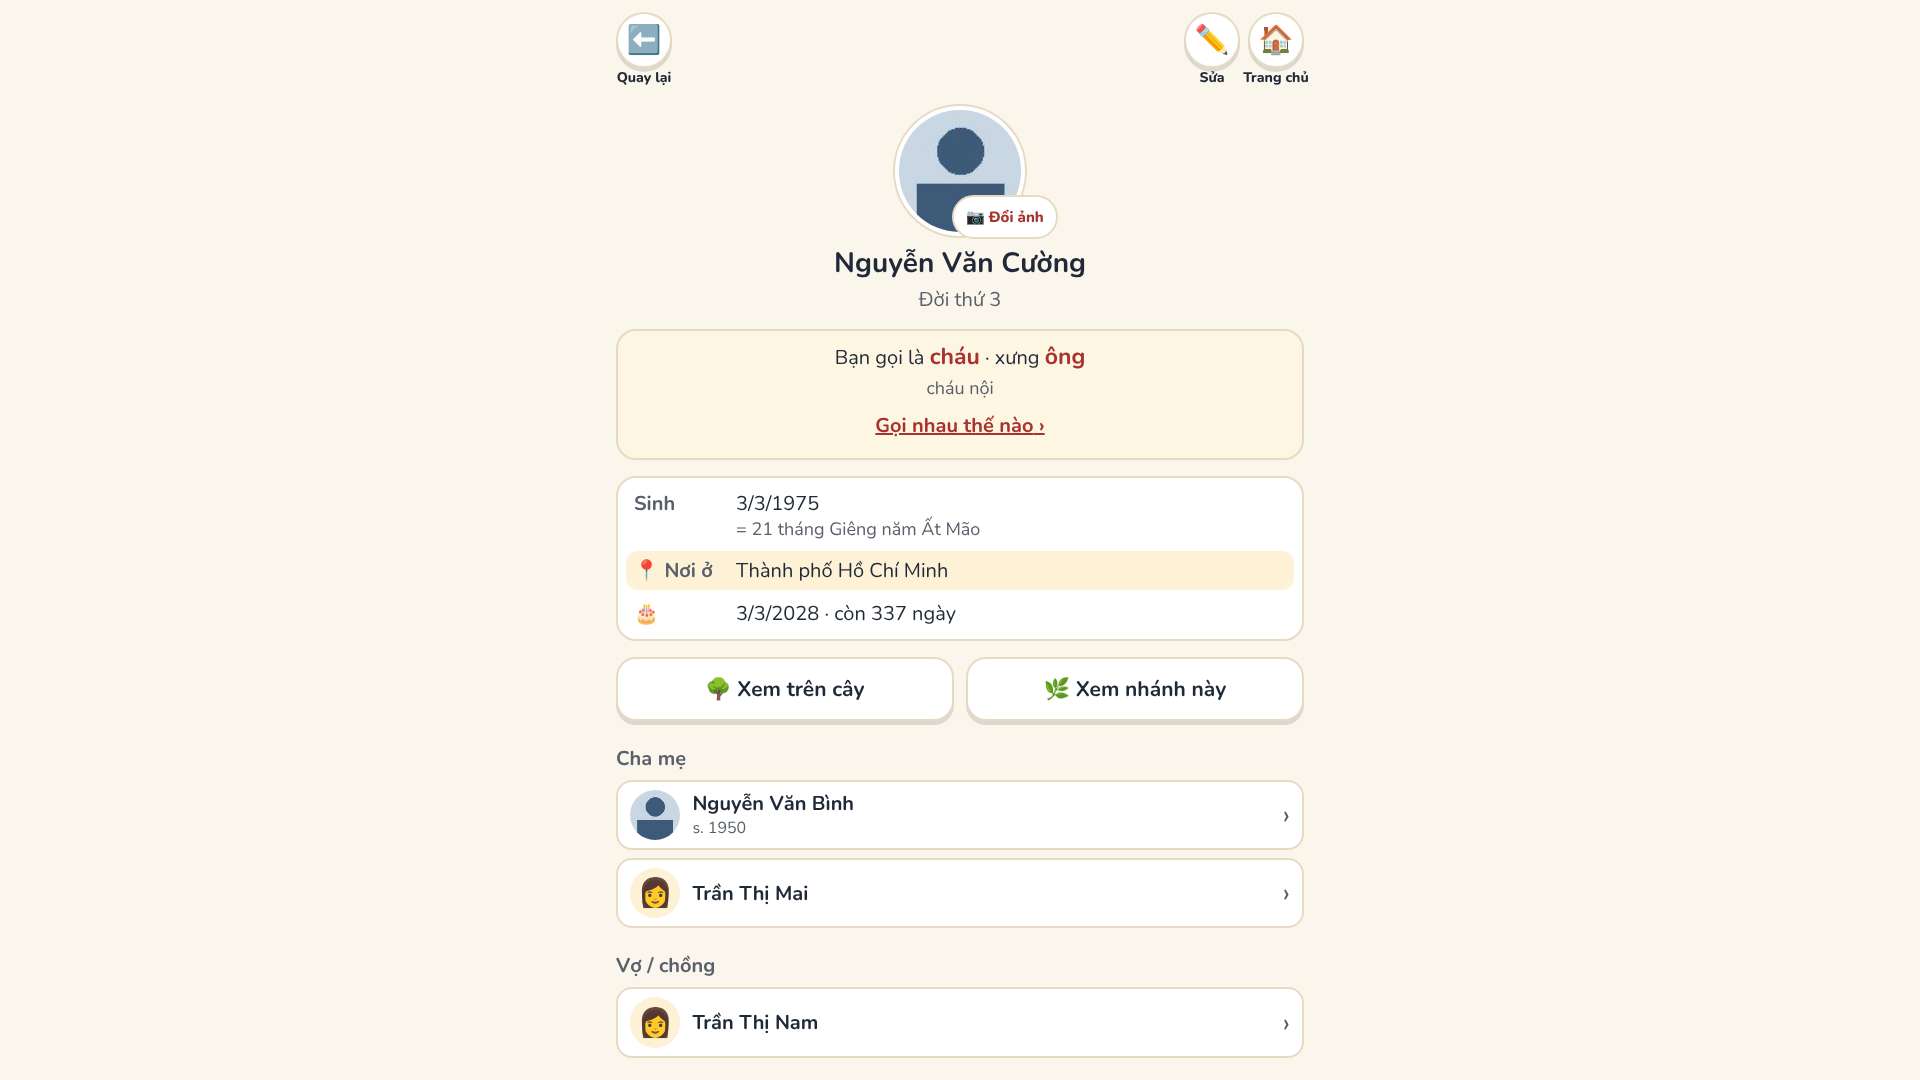 Quay lại
Sửa
Trang chủ
Đổi ảnh
Nguyễn Văn Cường
Đời thứ 3
Bạn gọi là cháu · xưng ông
cháu nội
Gọi nhau thế nào ›
Sinh 3/3/1975
= 21 tháng Giêng năm Ất Mão
Nơi ở Thành phố Hồ Chí Minh
3/3/2028 · còn 337 ngày
Xem trên cây
Xem nhánh này
Cha mẹ
Nguyễn Văn Bình
s. 1950
Trần Thị Mai
Vợ / chồng
Trần Thị Nam